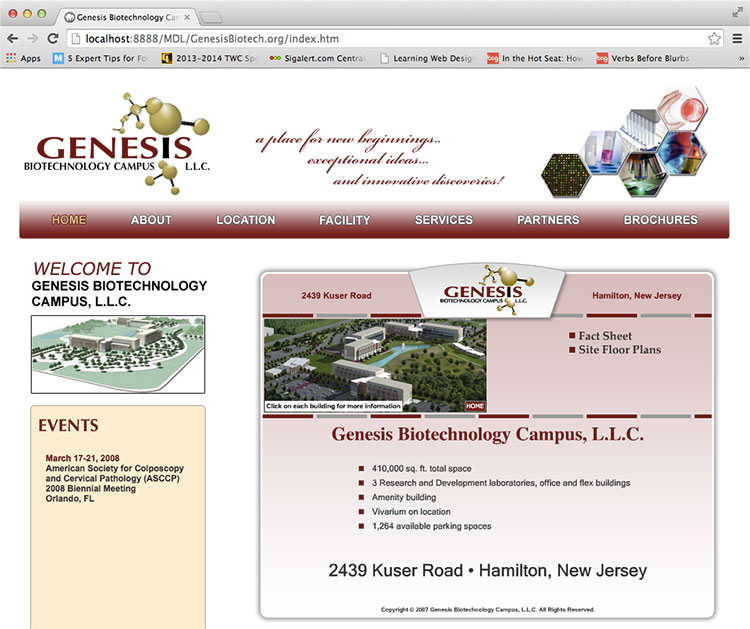 Genesis Biotechnology Ca
localhost:8888/MDL/GenesisBiotech.org/index.htm
Apps
5 Expert Tips for Fol
2013-2014 TWC Spo
Sigalert.com Central
Learning Web Design
In the Hot Seat: How
Verbs Before Blurbs
»
GENESIS
BIOTECHNOLOGY CAMPUS L.L.C.
a place for new beginnings..
exceptional ideas...
and innovative discoveries!
HOME
ABOUT
LOCATION
FACILITY
SERVICES
PARTNERS
BROCHURES
WELCOME TO
GENESIS BIOTECHNOLOGY
CAMPUS, L.L.C.
EVENTS
March 17-21, 2008
American Society for Colposcopy
and Cervical Pathology (ASCCP)
2008 Biennial Meeting
Orlando, FL
2439 Kuser Road
GENESIS
BIOTECHNOLOGY CAMPUS L.L.C.
Hamilton, New Jersey
Fact Sheet
Site Floor Plans
Click on each building for more information
HOME
Genesis Biotechnology Campus, L.L.C.
410,000 sq. ft. total space
3 Research and Development laboratories, office and flex buildings
Amenity building
Vivarium on location
1,264 available parking spaces
2439 Kuser Road • Hamilton, New Jersey
Copyright © 2007 Genesis Biotechnology Campus, L.L.C. All Rights Reserved.